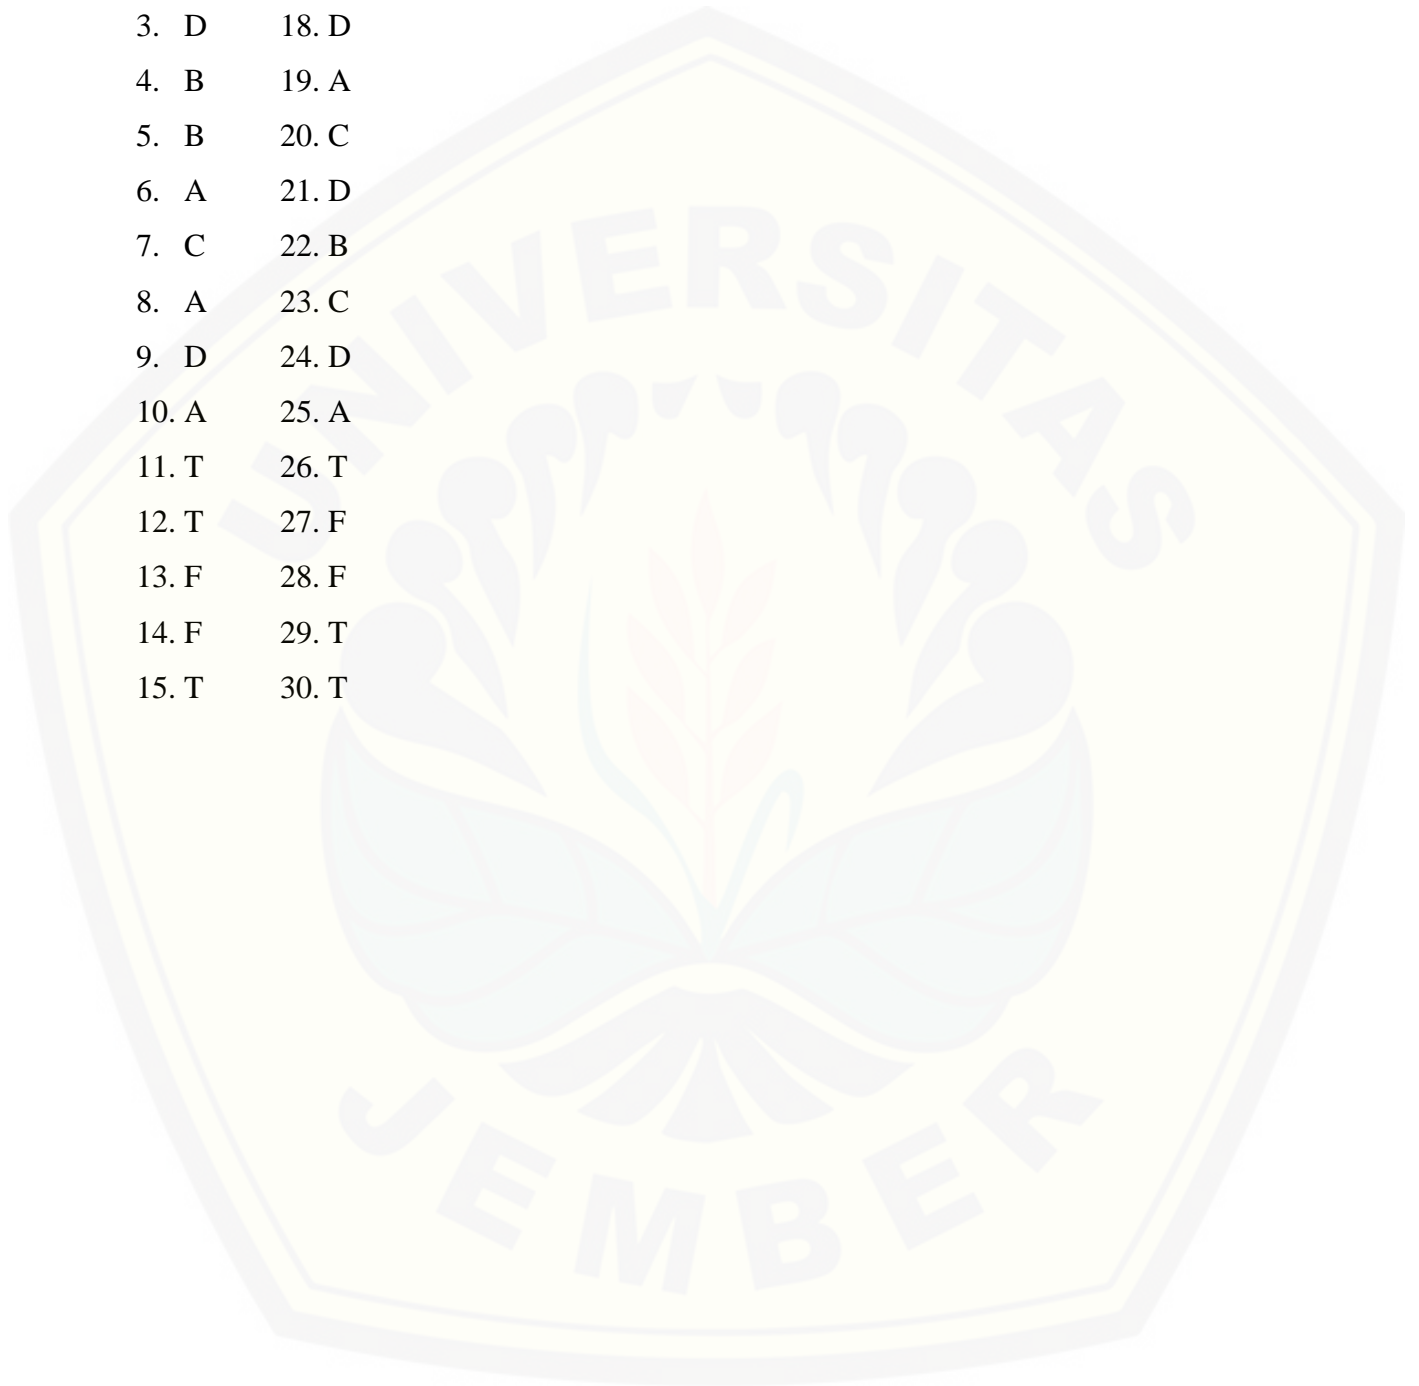 3. D 18. D
4. B 19. A
5. B 20. C
6. A 21. D
7. C 22. B
8. A 23. C
9. D 24. D
10. A 25. A
11. T 26. T
12. T 27. F
13. F 28. F
14. F 29. T
15. T 30. T
UNIVERSITAS
JEMBER